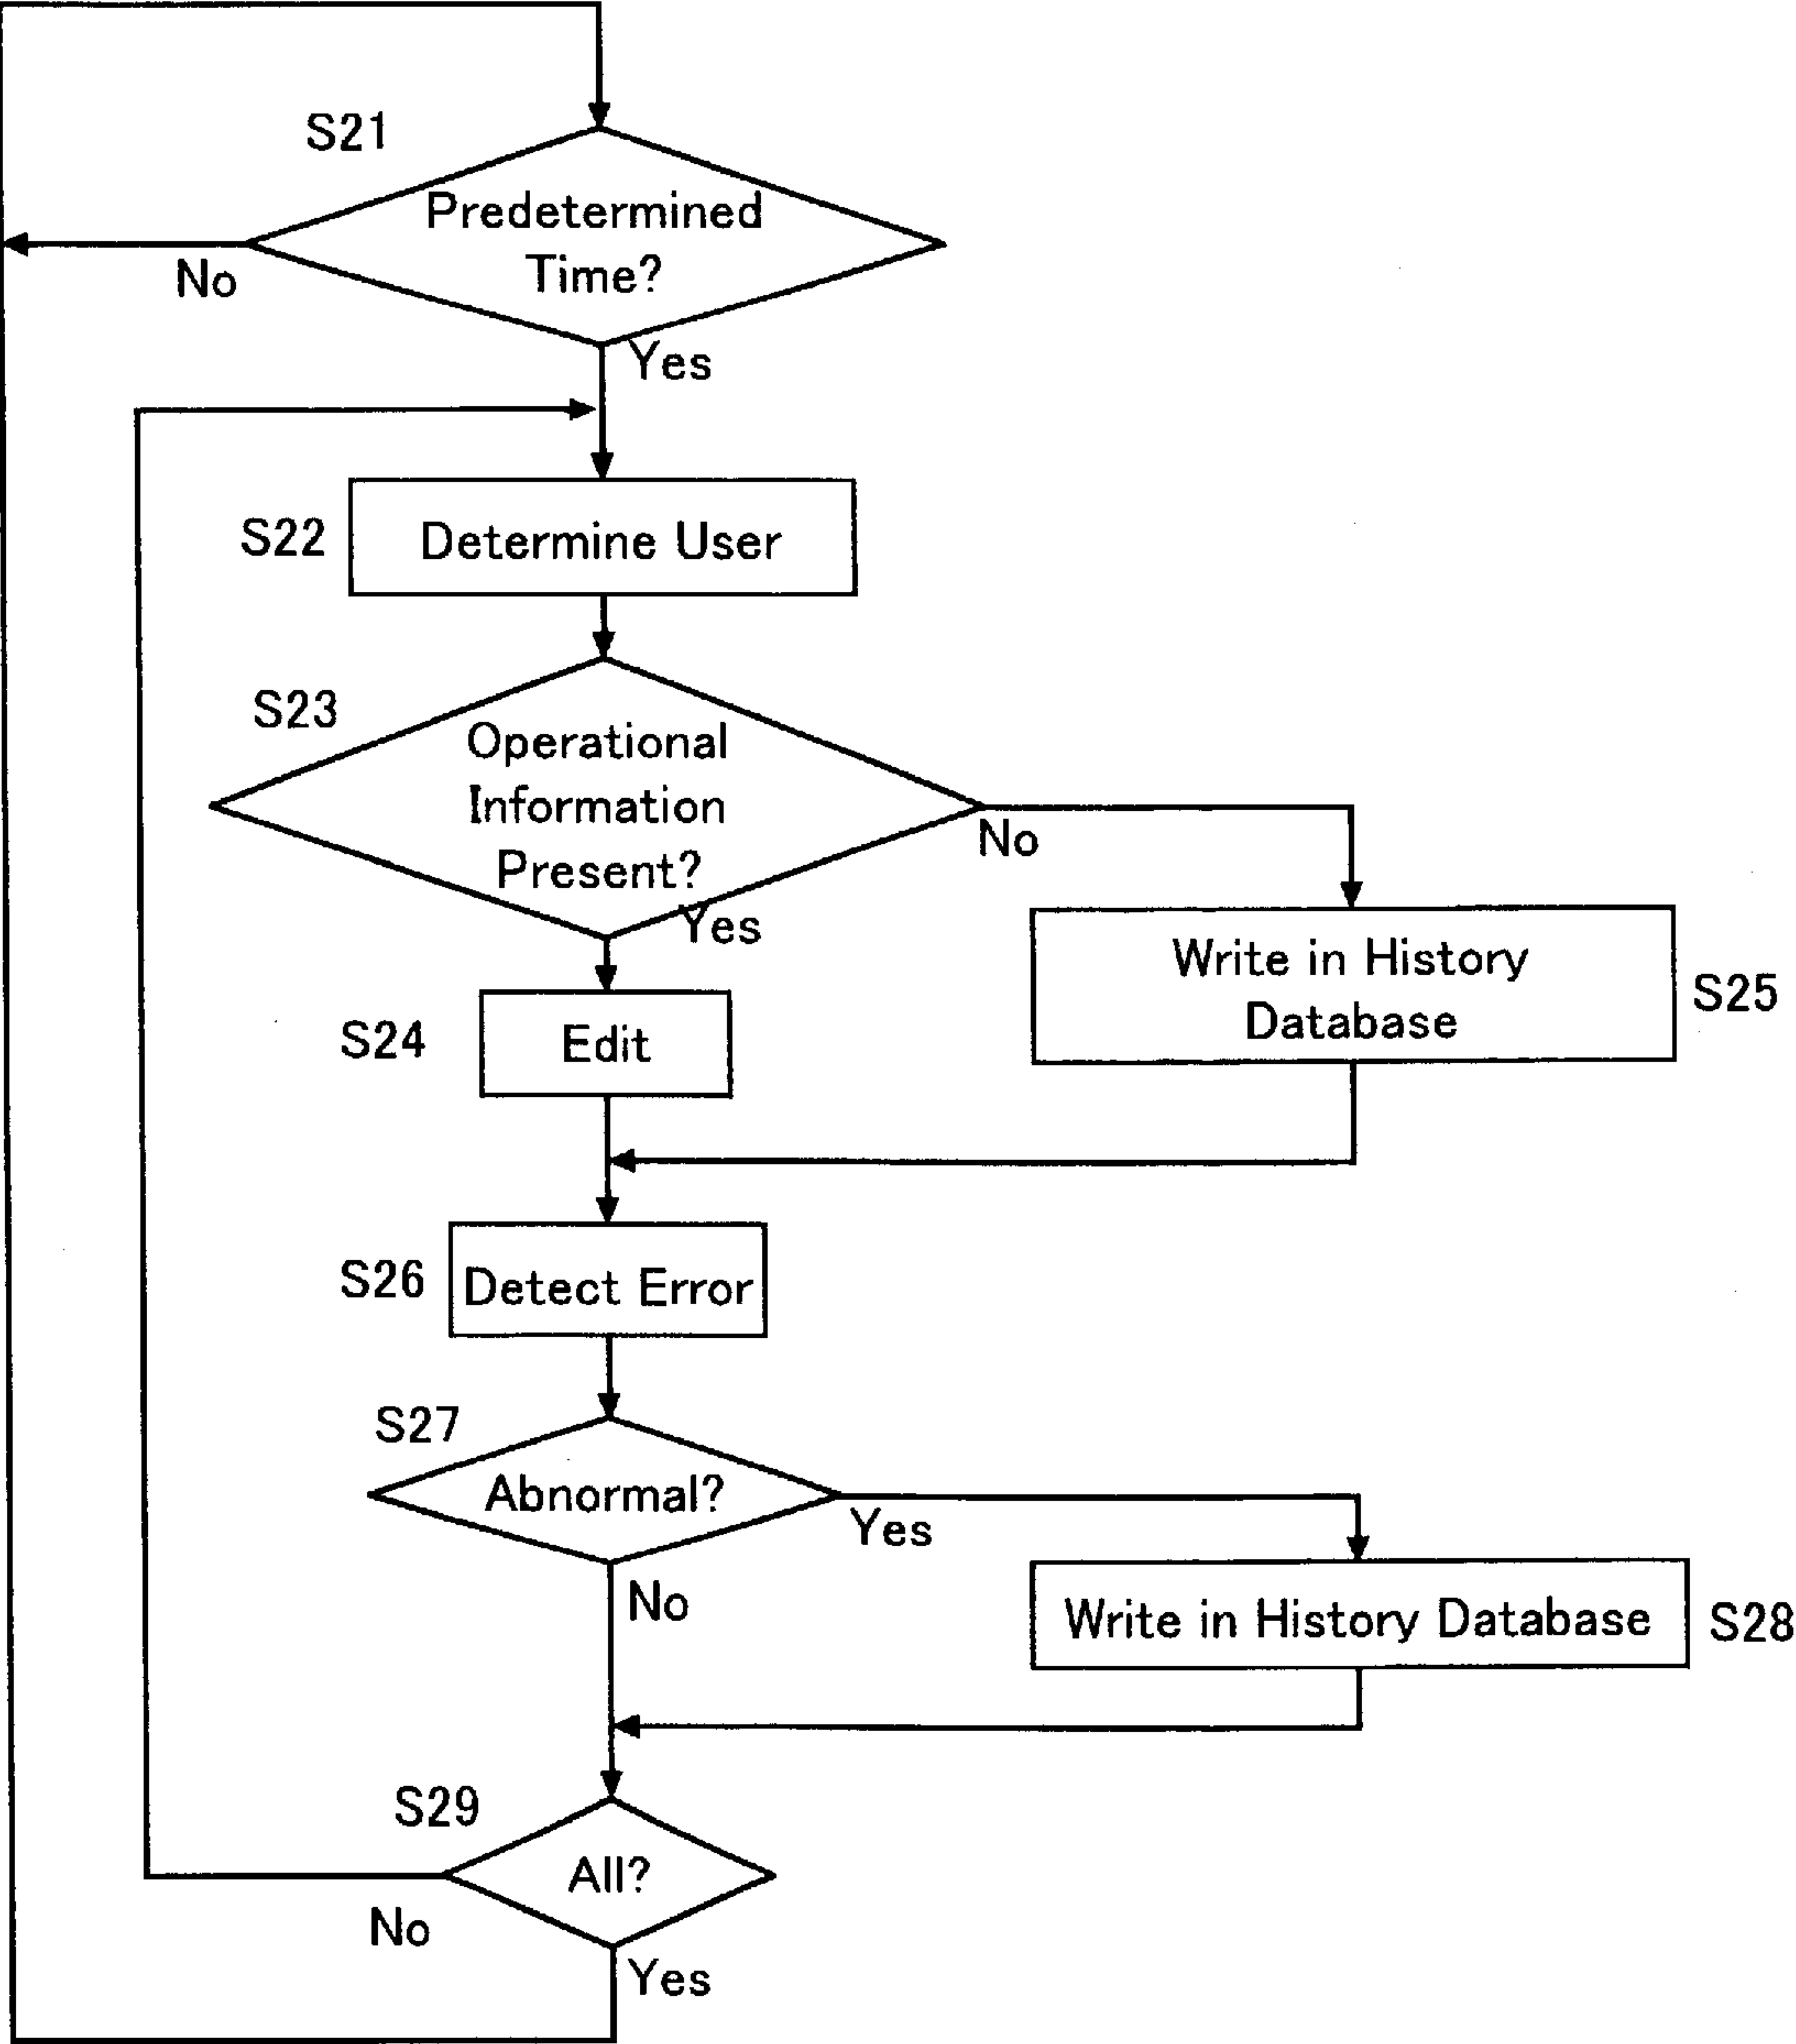 S21
Predetermined
Time?
No
Yes
S22
Determine User
S23
Operational
Information
Present?
No
Yes
Write in History
Database
S25
S24
Edit
S26
Detect Error
S27
Abnormal?
Yes
No
Write in History Database
S28
S29
All?
No
Yes